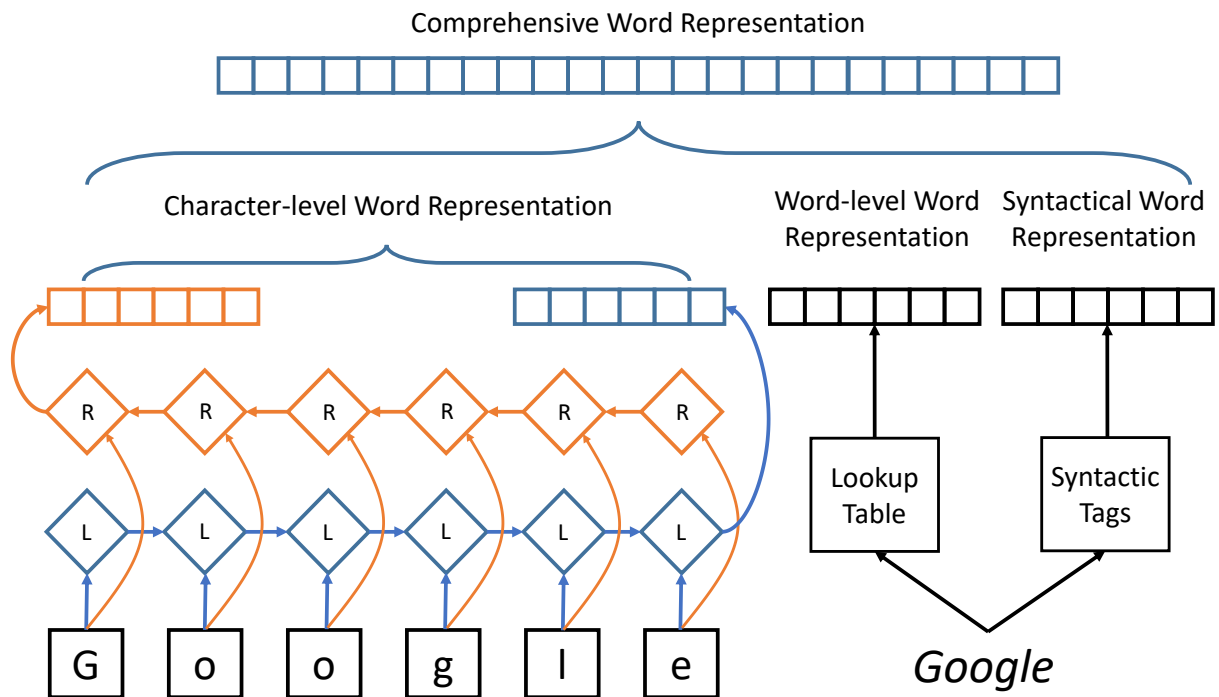 Comprehensive Word Representation
Character-level Word Representation
Word-level Word
Representation
Syntactical Word
Representation
R R R R R R
L L L L L L
Lookup
Table
Syntactic
Tags
G o o g l e
Google